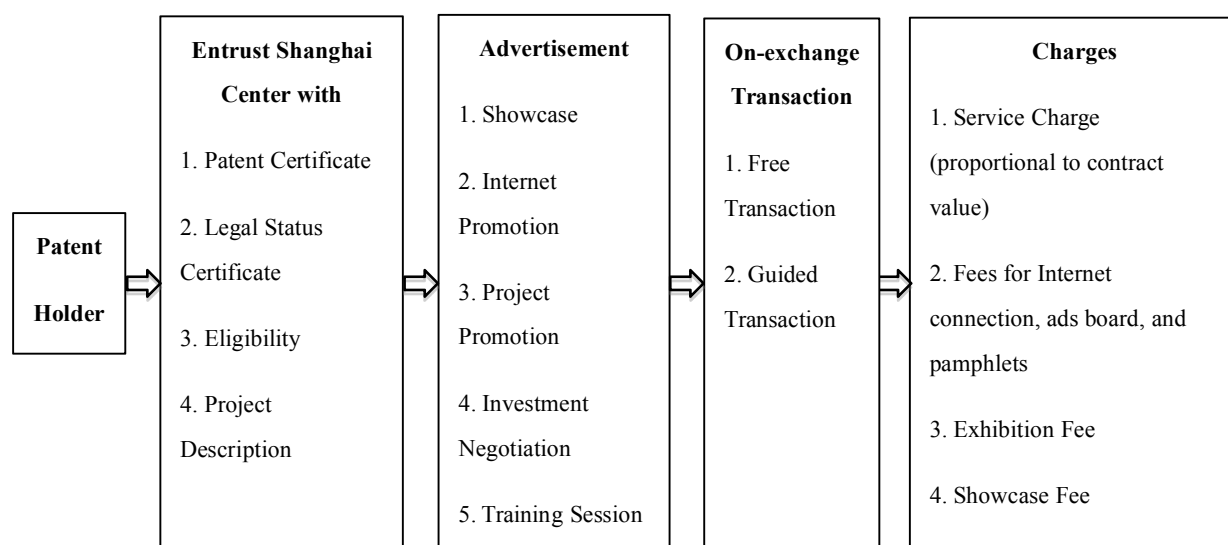 Patent
Holder
Entrust Shanghai
Center with
1. Patent Certificate
2. Legal Status
Certificate
3. Eligibility
4. Project
Description
Advertisement
1. Showcase
2. Internet
Promotion
3. Project
Promotion
4. Investment
Negotiation
5. Training Session
On-exchange
Transaction
1. Free
Transaction
2. Guided
Transaction
Charges
1. Service Charge
(proportional to contract
value)
2. Fees for Internet
connection, ads board, and
pamphlets
3. Exhibition Fee
4. Showcase Fee